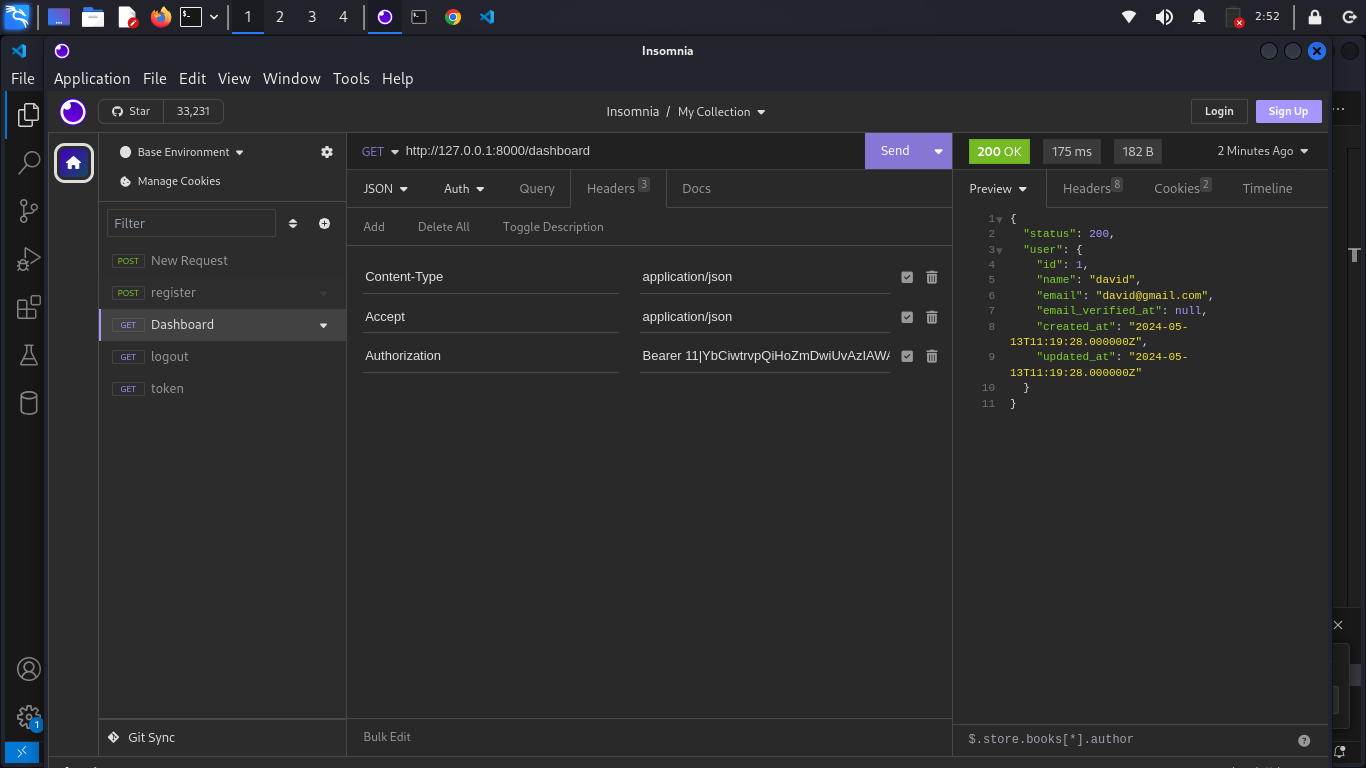 1 2 3 4 2:52
Insomnia
File
Application File Edit View Window Tools Help
Star 33,231 Insomnia / My Collection Login Sign Up
Base Environment
Manage Cookies
GET http://127.0.0.1:8000/dashboard Send
200 OK 175 ms 182 B 2 Minutes Ago
JSON Auth Query Headers 3 Docs
Preview Headers 8 Cookies 2 Timeline
Filter
Add Delete All Toggle Description
POST New Request
POST register
GET Dashboard
GET logout
GET token
Content-Type application/json
Accept application/json
Authorization Bearer 11|YbCiwtrvpQiHoZmDwiUvAzIAWA
1 {
2 "status": 200,
3 "user": {
4 "id": 1,
5 "name": "david",
6 "email": "david@gmail.com",
7 "email_verified_at": null,
8 "created_at": "2024-05-
13T11:19:28.000000Z",
9 "updated_at": "2024-05-
13T11:19:28.000000Z"
10 }
11 }
1
Git Sync
Bulk Edit
$.store.books[*].author